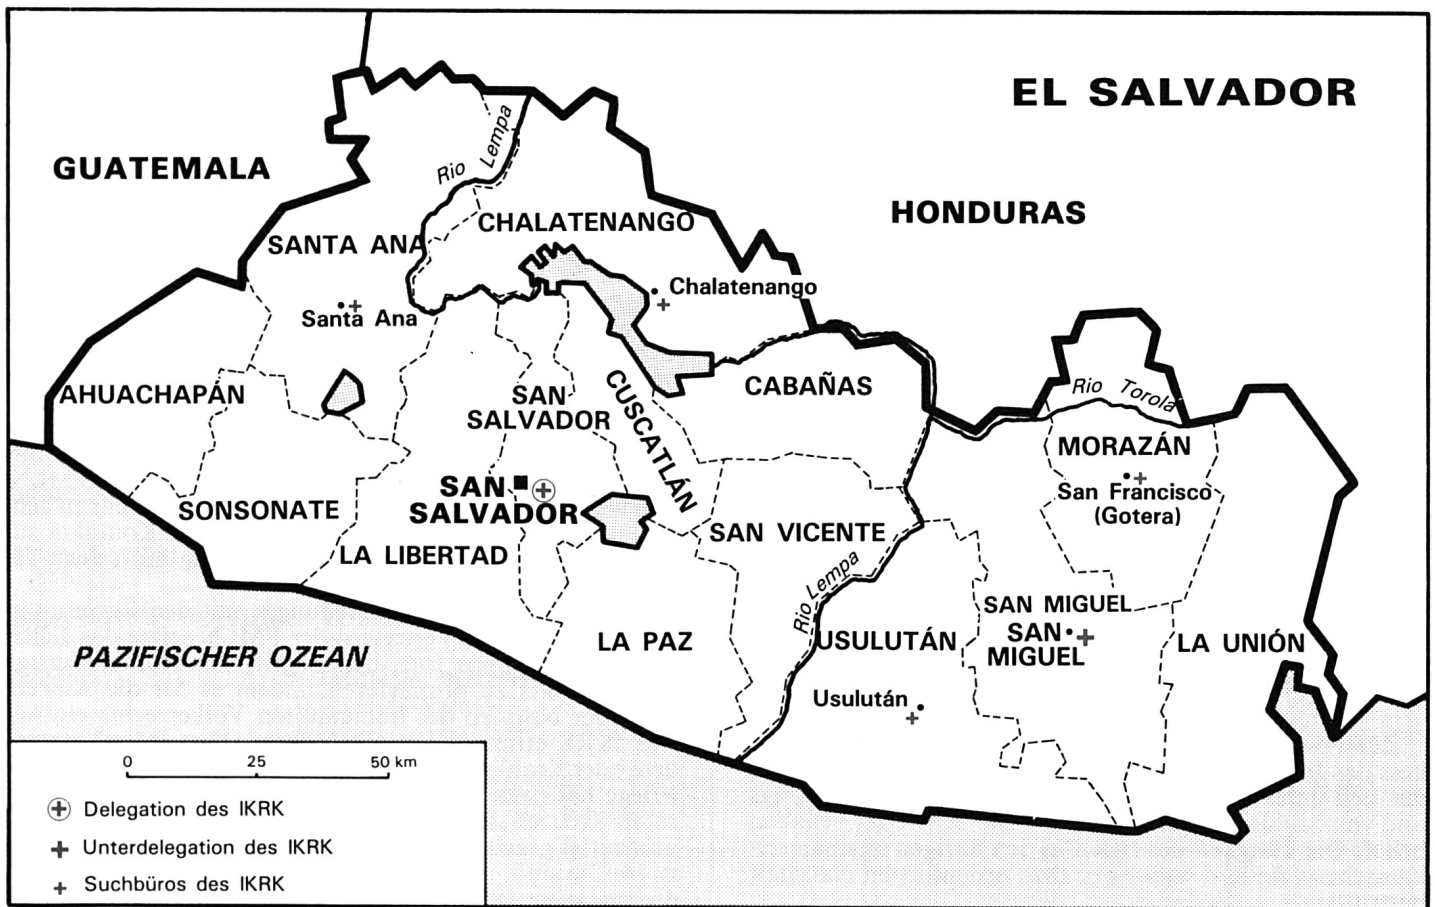 EL SALVADOR
GUATEMALA
HONDURAS
Rio Lempa
CHALATENANGO
SANTA ANA
Chalatenango
Santa Ana
AHUACHAPÁN
CABAÑAS
Rio Torola
SAN
SALVADOR
CUSCATLÁN
MORAZÁN
SAN
SALVADOR
San Francisco
(Gotera)
SONSONATE
LA LIBERTAD
SAN VICENTE
Rio Lempa
SAN MIGUEL
SAN
MIGUEL
LA PAZ
USULUTÁN
LA UNIÓN
PAZIFISCHER OZEAN
Usulután
0 25 50 km
Delegation des IKRK
Unterdelegation des IKRK
Suchbüros des IKRK